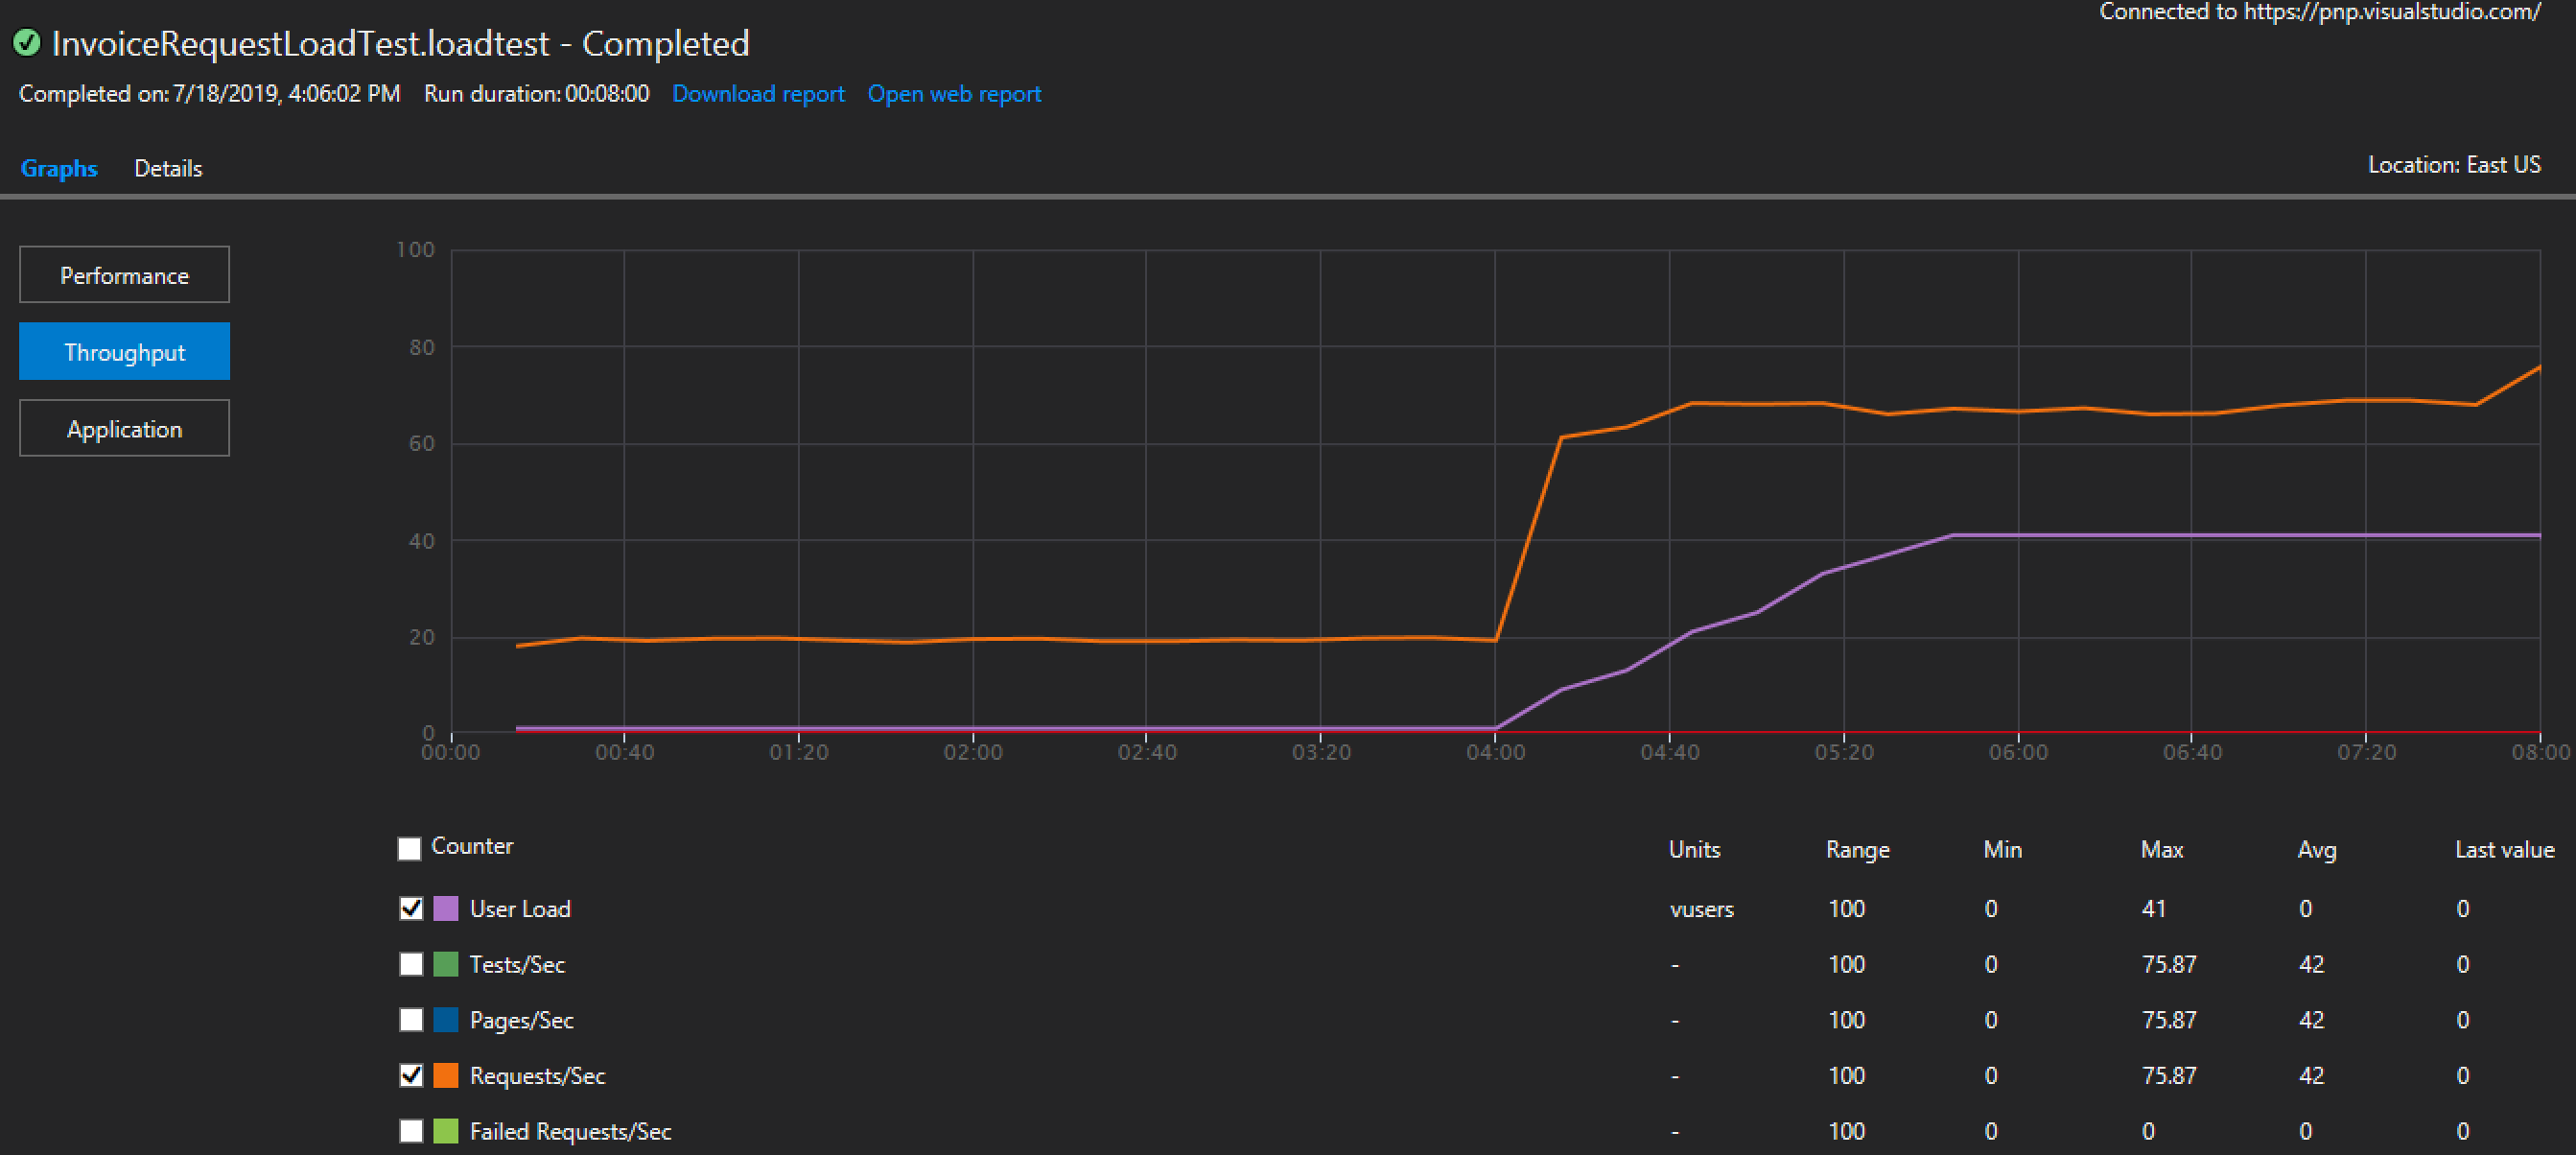 Connected to https://pnp.visualstudio.com/
InvoiceRequestLoadTest.loadtest - Completed
Completed on: 7/18/2019, 4:06:02 PM Run duration: 00:08:00 Download report Open web report
Graphs Details Location: East US
Performance
Throughput
Application
100
80
60
40
20
0
00:00 00:40 01:20 02:00 02:40 03:20 04:00 04:40 05:20 06:00 06:40 07:20 08:00
Counter Units Range Min Max Avg Last value
User Load vusers 100 0 41 0 0
Tests/Sec - 100 0 75.87 42 0
Pages/Sec - 100 0 75.87 42 0
Requests/Sec - 100 0 75.87 42 0
Failed Requests/Sec - 100 0 0 0 0